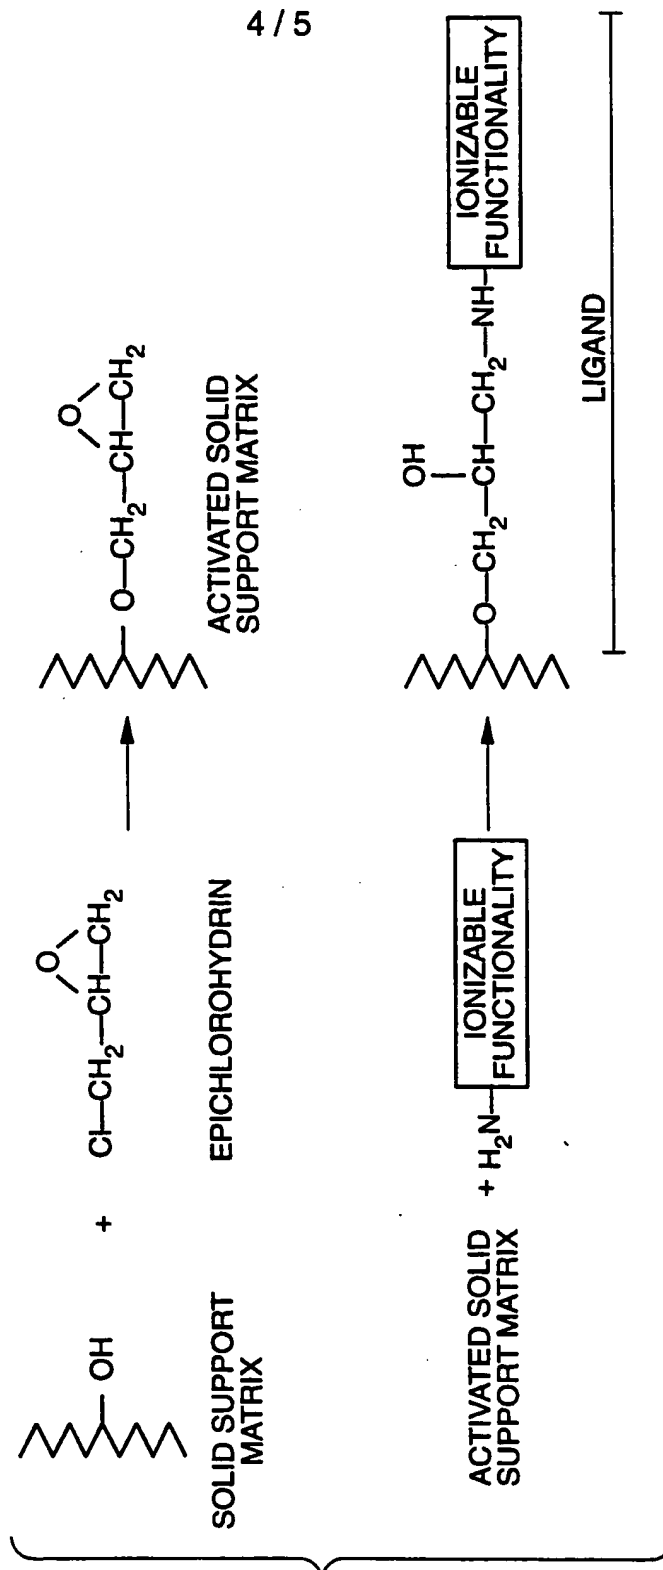 4 / 5
OH
+
Cl—CH2—CH—CH2
O
O—CH2—CH—CH2
O
SOLID SUPPORT
MATRIX
EPICHLOROHYDRIN
ACTIVATED SOLID
SUPPORT MATRIX
ACTIVATED SOLID
SUPPORT MATRIX
+ H2N—
IONIZABLE
FUNCTIONALITY
OH
O—CH2—CH—CH2—NH—
IONIZABLE
FUNCTIONALITY
LIGAND